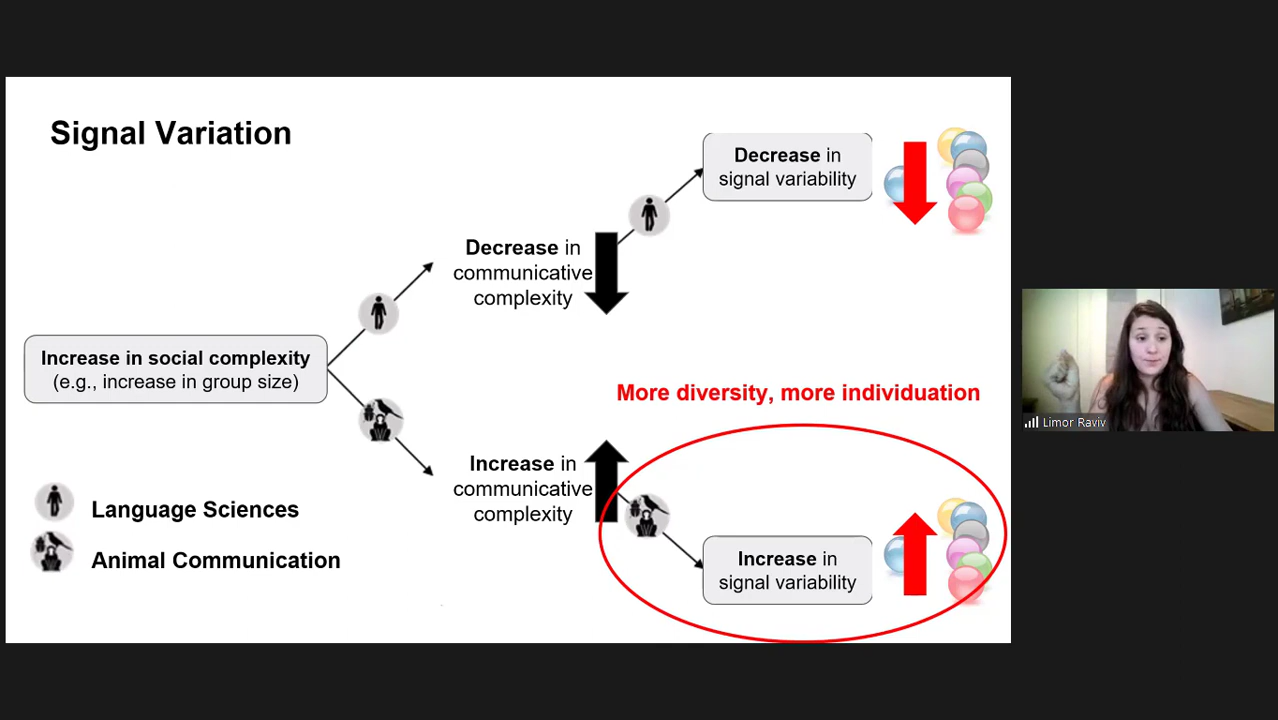 Signal Variation
Decrease in
signal variability
Decrease in
communicative
complexity
Increase in social complexity
(e.g., increase in group size)
More diversity, more individuation
Limor Raviv
Increase in
communicative
complexity
Language Sciences
Animal Communication
Increase in
signal variability